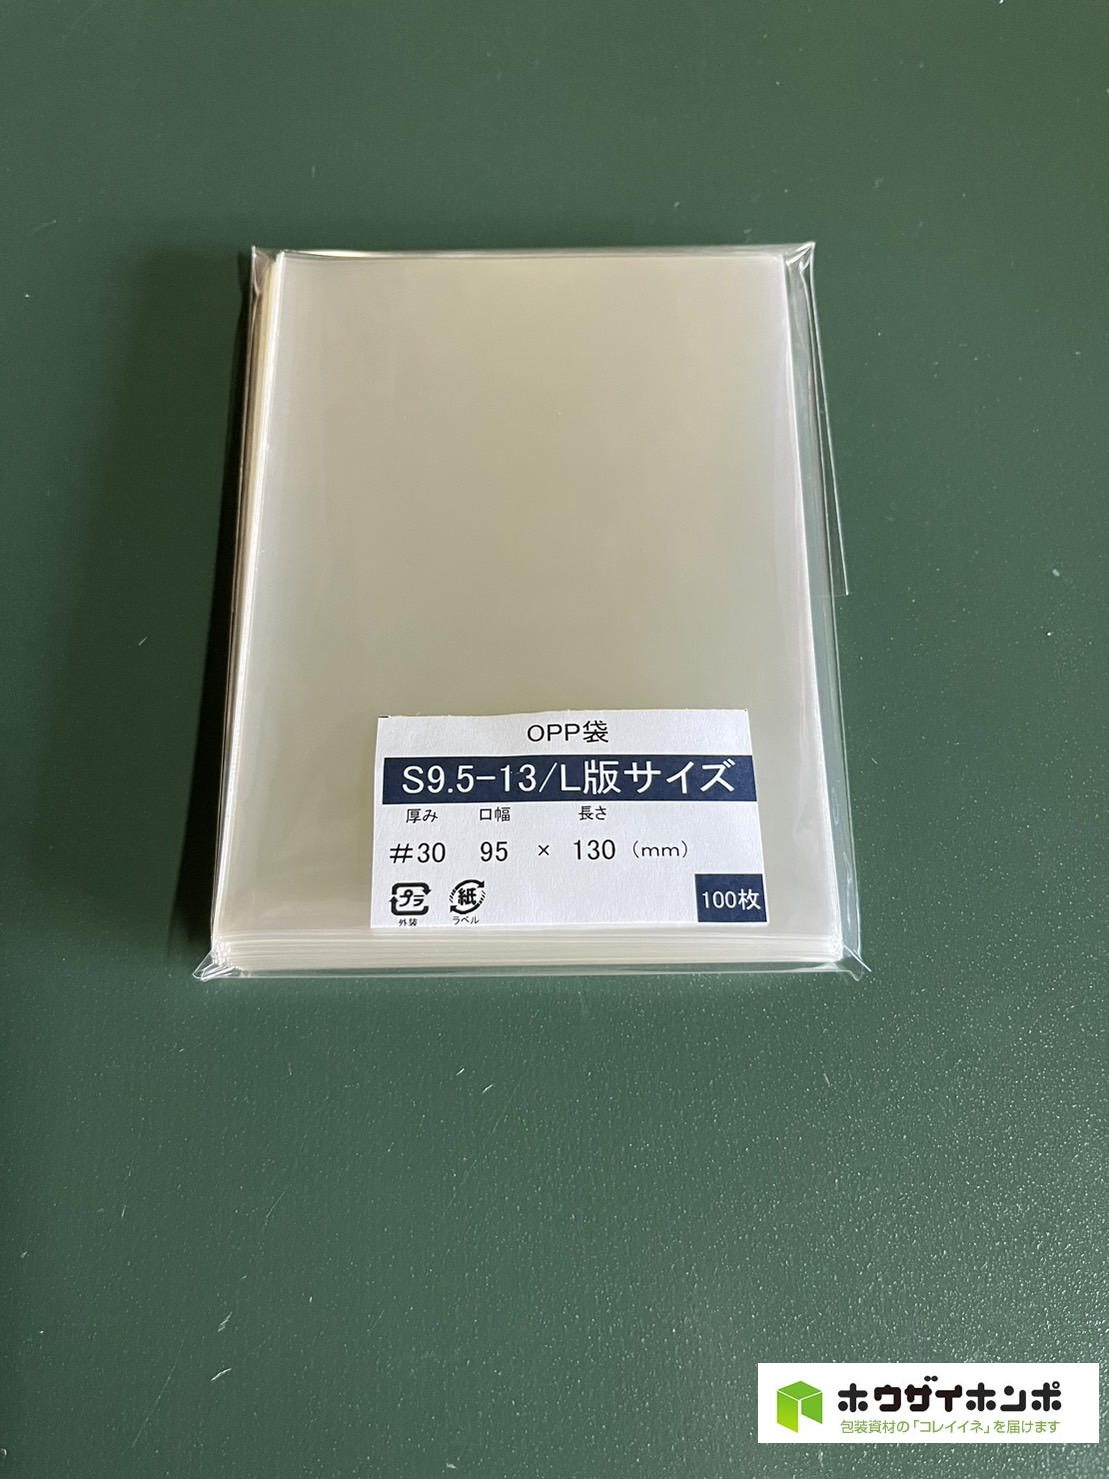 OPP袋
S9.5-13/L版サイズ
厚み 口幅 長さ
#30 95 × 130 (mm)
プラ 紙 100枚
外装 ラベル
ホウザイホンポ
包装資材の「コレイイネ」を届けます